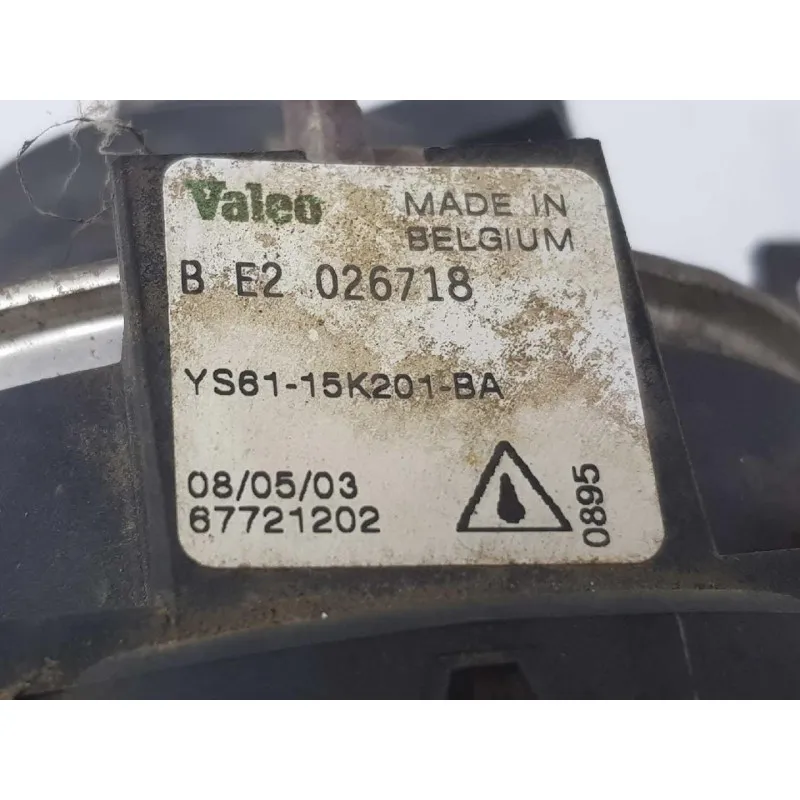 Valeo
MADE IN
BELGIUM
B E2 026718
YS61-15K201-BA
08/05/03
67721202
0895